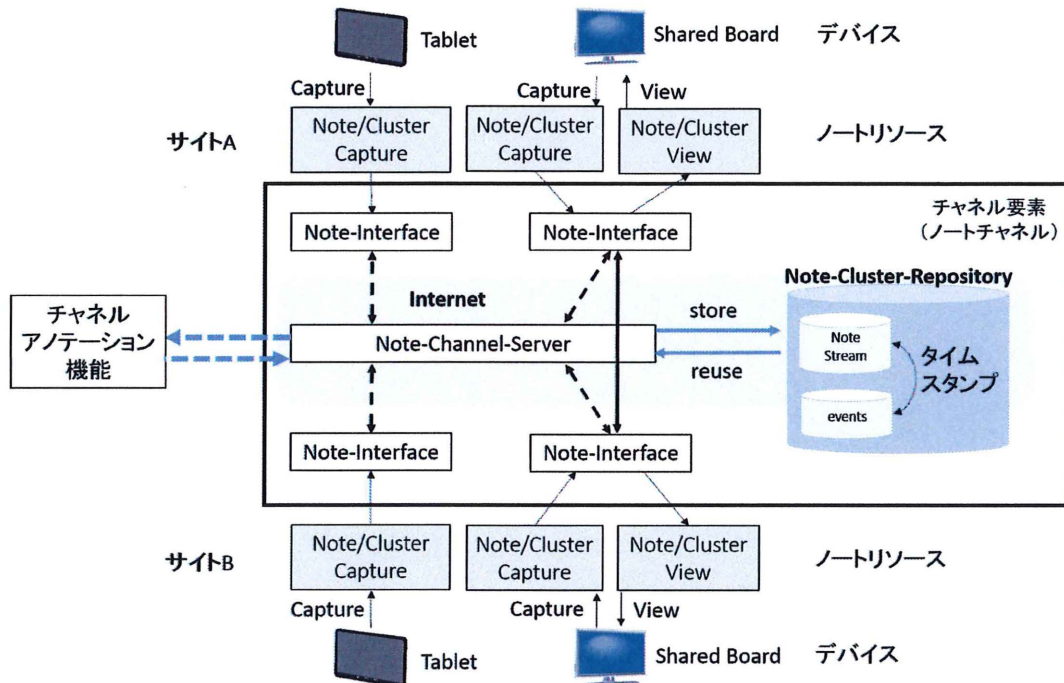 Tablet
Shared Board
デバイス
Capture
Capture
View
サイトA
Note/Cluster
Capture
Note/Cluster
Capture
Note/Cluster
View
ノートリソース
チャネル要素
(ノートチャネル)
Note-Interface
Note-Interface
Note-Cluster-Repository
Internet
チャネル
アノテーション
機能
Note-Channel-Server
store
reuse
Note
Stream
タイム
スタンプ
events
Note-Interface
Note-Interface
サイトB
Note/Cluster
Capture
Note/Cluster
Capture
Note/Cluster
View
ノートリソース
Capture
Capture
View
Tablet
Shared Board
デバイス